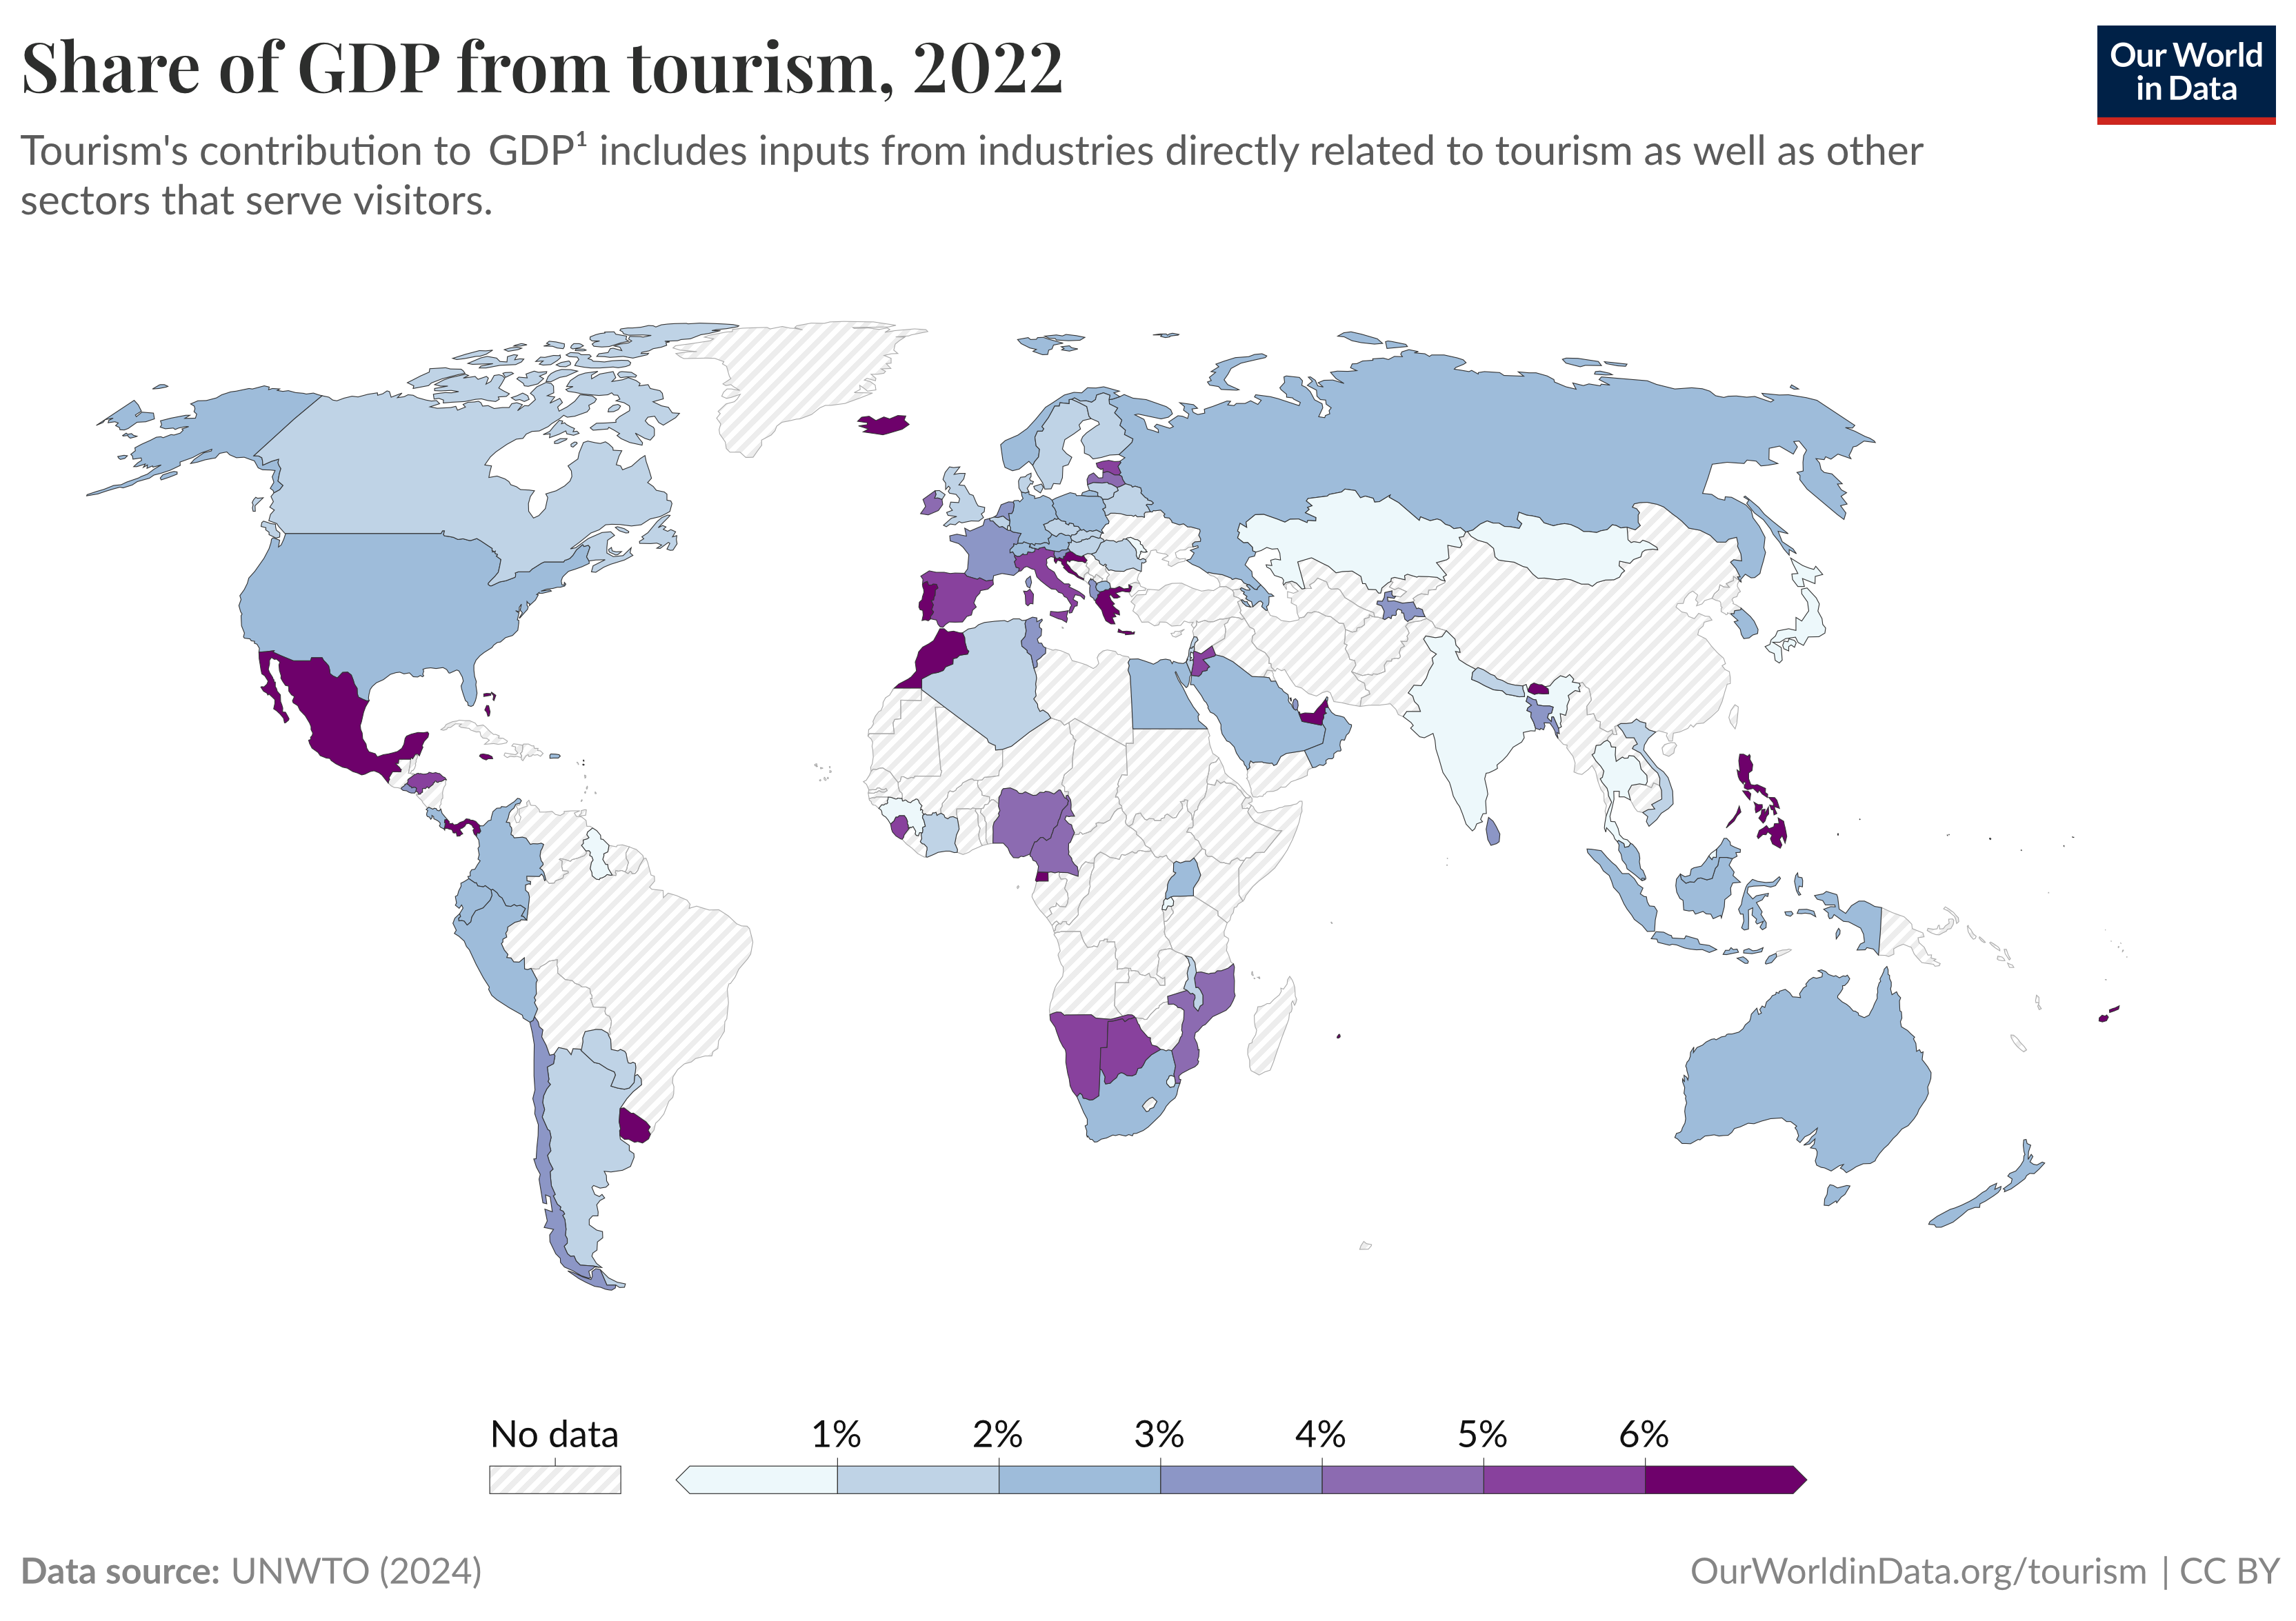 Share of GDP from tourism, 2022
Our World
in Data
Tourism's contribution to GDP¹ includes inputs from industries directly related to tourism as well as other
sectors that serve visitors.
No data
1%
2%
3%
4%
5%
6%
Data source: UNWTO (2024)
OurWorldinData.org/tourism | CC BY